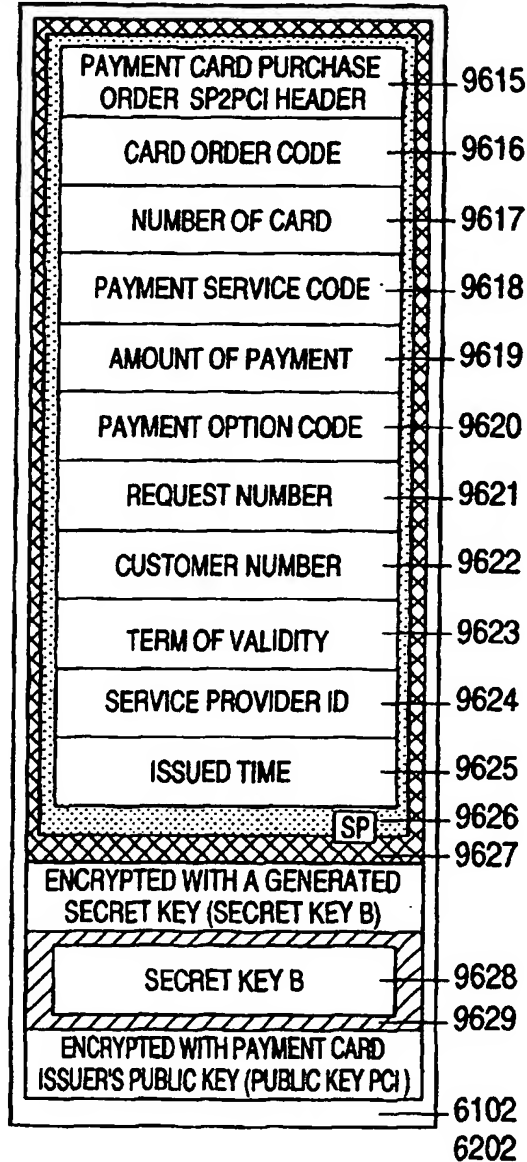 PAYMENT CARD PURCHASE 9615
ORDER SP2PCI HEADER
CARD ORDER CODE 9616
NUMBER OF CARD 9617
PAYMENT SERVICE CODE 9618
AMOUNT OF PAYMENT 9619
PAYMENT OPTION CODE 9620
REQUEST NUMBER 9621
CUSTOMER NUMBER 9622
TERM OF VALIDITY 9623
SERVICE PROVIDER ID 9624
ISSUED TIME 9625
SP 9626
9627
ENCRYPTED WITH A GENERATED
SECRET KEY (SECRET KEY B)
SECRET KEY B 9628
9629
ENCRYPTED WITH PAYMENT CARD
ISSUER'S PUBLIC KEY (PUBLIC KEY PCI)
6102
6202